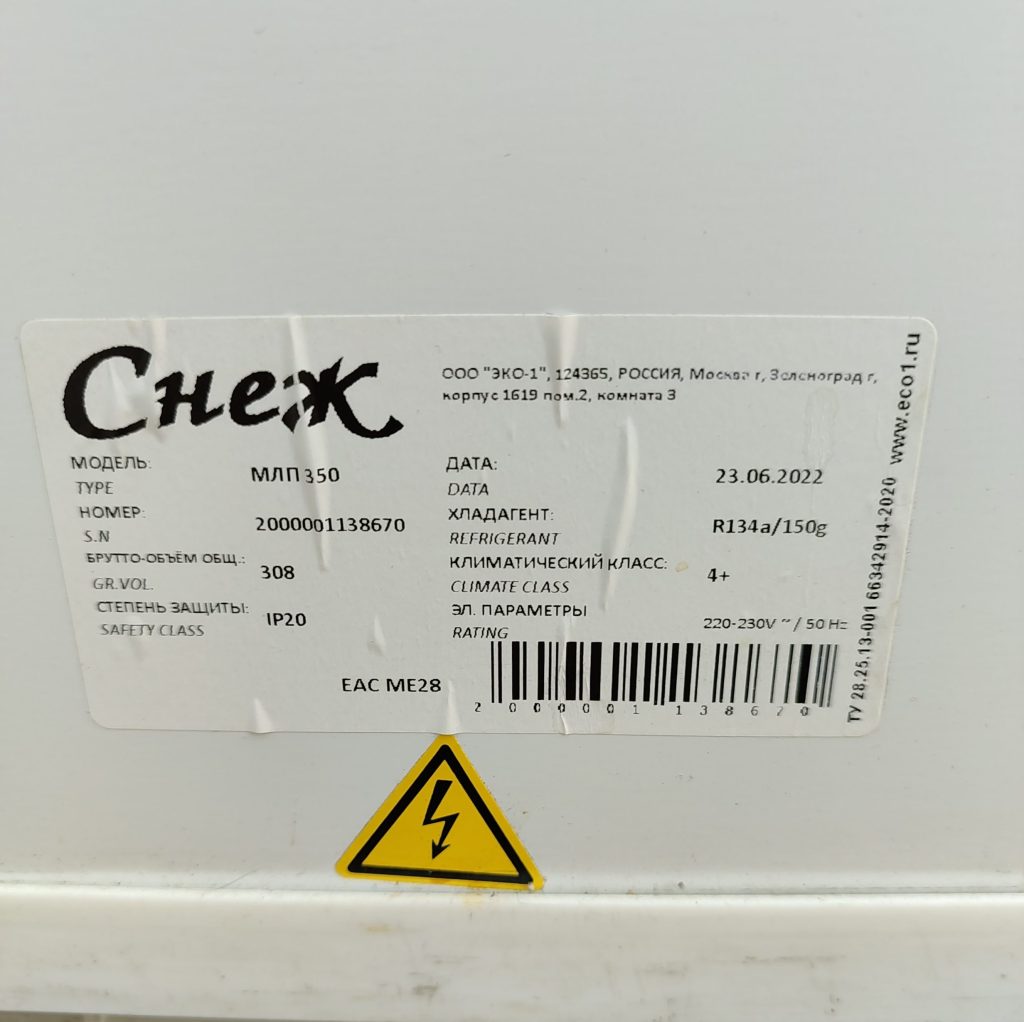 Снеж
ООО "ЭКО-1", 124365, РОССИЯ, Москва г, Зеленоград г,
корпус 1619 пом.2, комната 3
МОДЕЛЬ: МЛП 350
TYPE
НОМЕР: 2000001138670
S.N
БРУТТО-ОБЪЁМ ОБЩ.: 308
GR.VOL.
СТЕПЕНЬ ЗАЩИТЫ: IP20
SAFETY CLASS
ДАТА: 23.06.2022
DATA
ХЛАДАГЕНТ: R134a/150g
REFRIGERANT
КЛИМАТИЧЕСКИЙ КЛАСС: 4+
CLIMATE CLASS
ЭЛ. ПАРАМЕТРЫ 220-230V ~ / 50 Hz
RATING
EAC ME28
2 000001 138670
ТУ 28.25.13-001 66342914-2020 www.eco1.ru